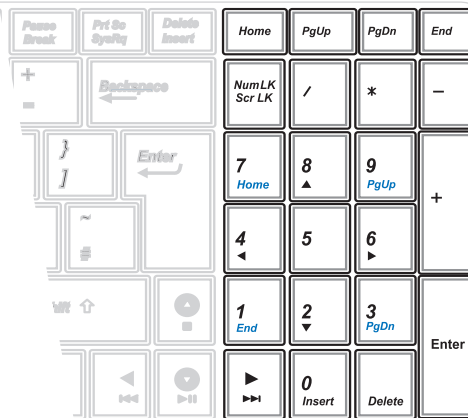 Pause Prt Sc Delete Home PgUp PgDn End
Break SysRq Insert
+ Backspace NumLK / * −
- Scr LK
} Enter 7 8 9 +
] Home PgUp
~ 4 5 6
#
1 2 3 Enter
End PgDn
0 Delete
Insert